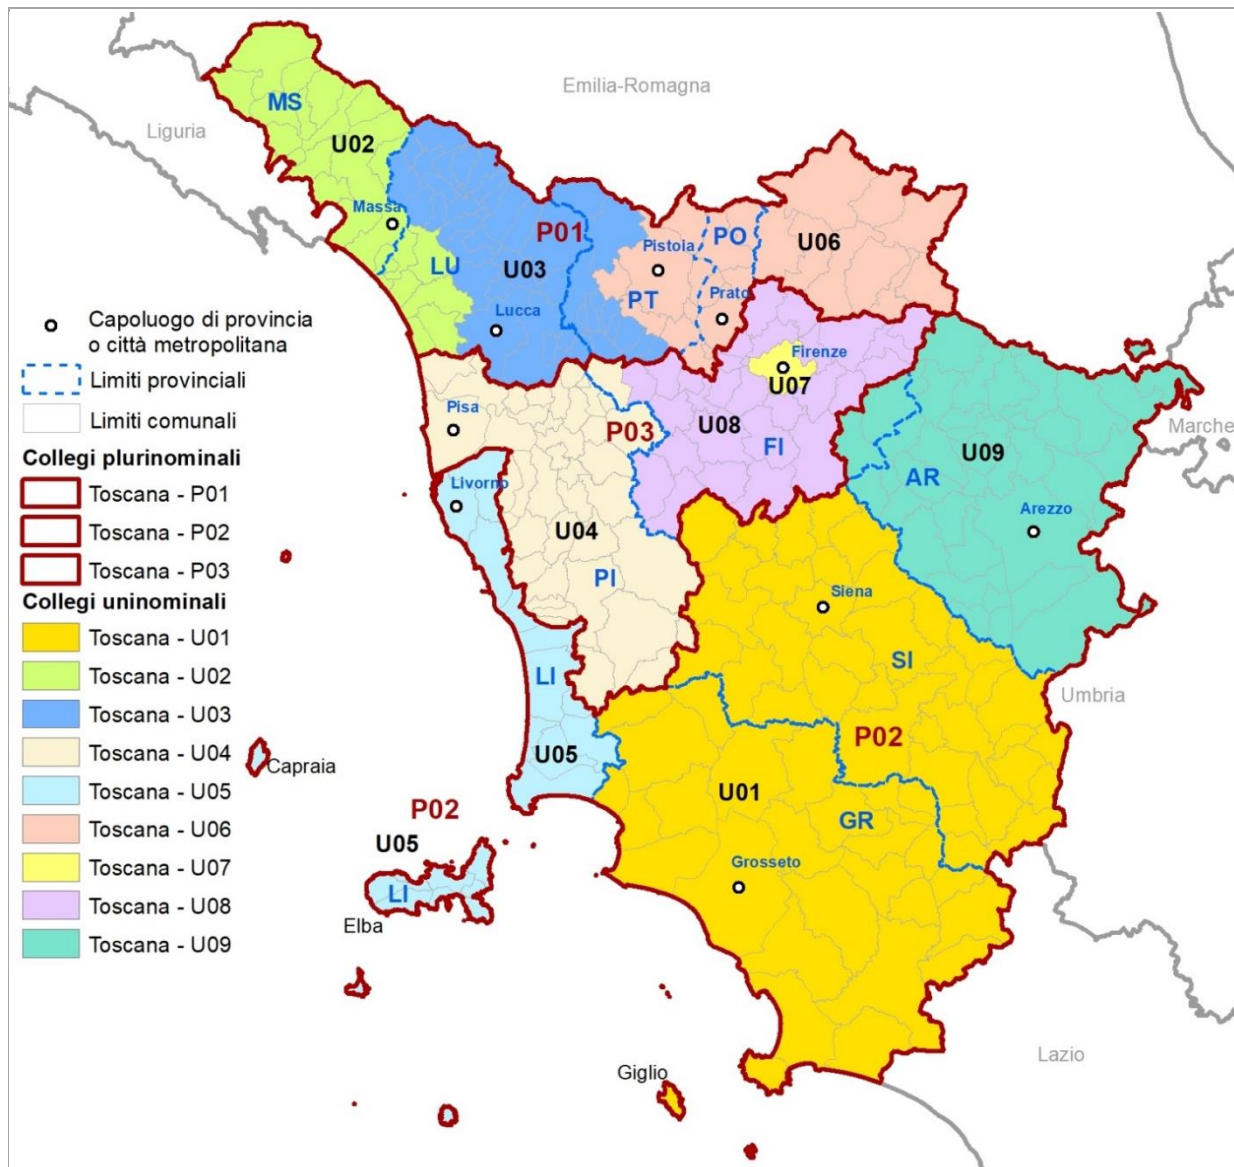 Emilia-Romagna
MS
Liguria
U02
Massa
P01
PO
U06
Pistoia
LU
U03
PT
Prato
Lucca
Capoluogo di provincia
o città metropolitana
Limiti provinciali
Limiti comunali
Firenze
U07
Pisa
P03
U08
FI
Marche
U09
AR
Collegi plurinominali
Toscana - P01
Toscana - P02
Toscana - P03
Livorno
Arezzo
U04
PI
Siena
Collegi uninominali
Toscana - U01
Toscana - U02
Toscana - U03
Toscana - U04
Toscana - U05
Toscana - U06
Toscana - U07
Toscana - U08
Toscana - U09
LI
SI
Umbria
P02
U05
Capraia
U01
P02
GR
U05
Grosseto
LI
Elba
Lazio
Giglio